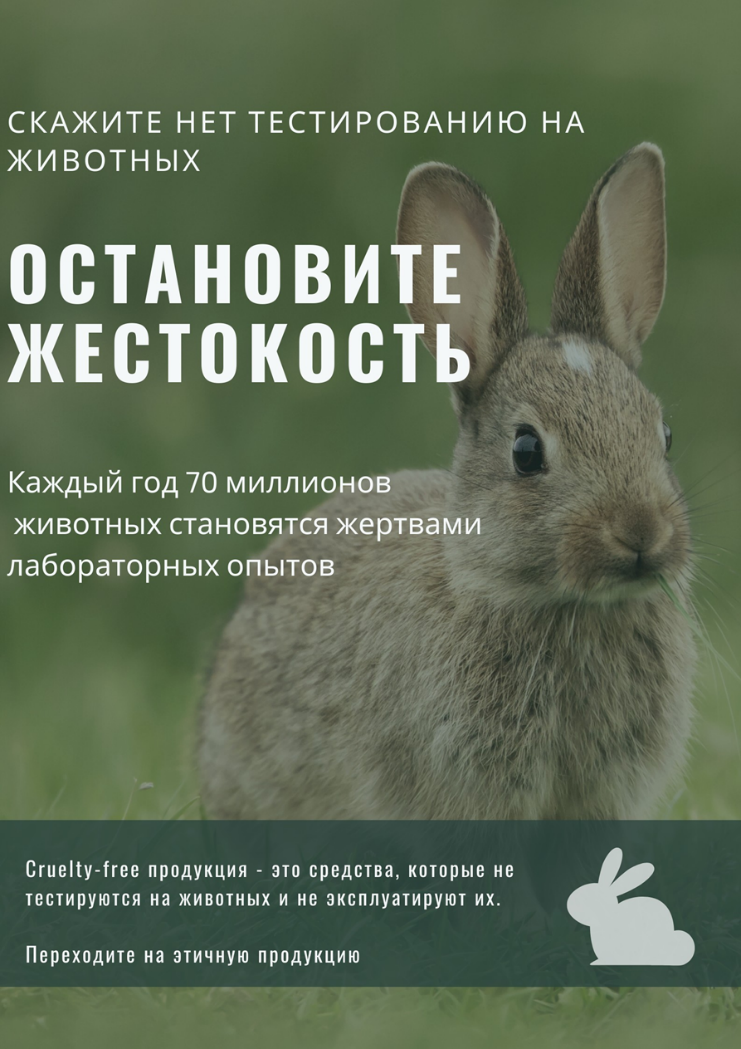 СКАЖИТЕ НЕТ ТЕСТИРОВАНИЮ НА
ЖИВОТНЫХ
ОСТАНОВИТЕ
ЖЕСТОКОСТЬ
Каждый год 70 миллионов
животных становятся жертвами
лабораторных опытов
Cruelty-free продукция - это средства, которые не
тестируются на животных и не эксплуатируют их.
Переходите на этичную продукцию